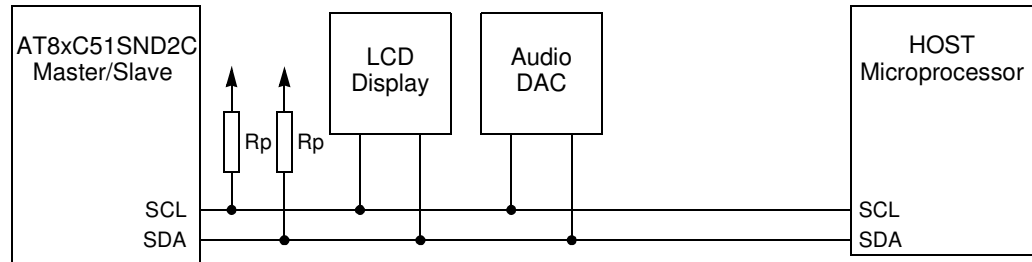 AT8xC51SND2C
Master/Slave
LCD
Display
Audio
DAC
HOST
Microprocessor
Rp
Rp
SCL
SDA
SCL
SDA